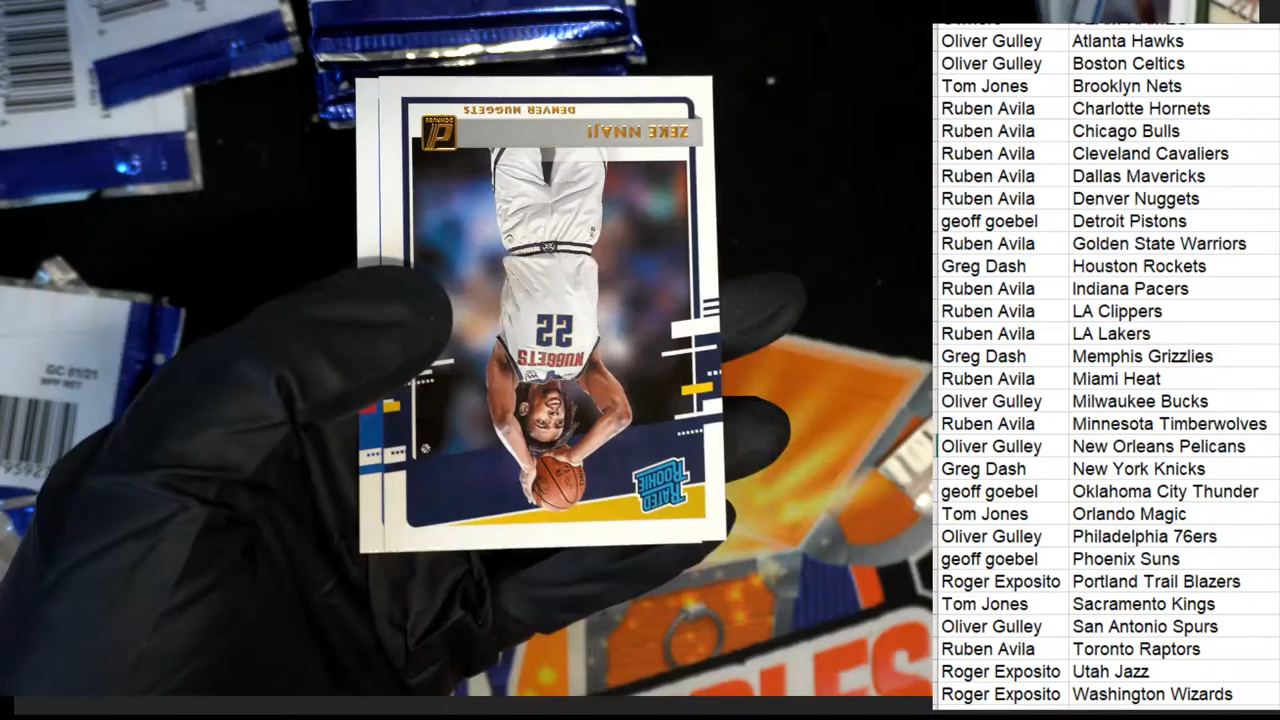 DENVER NUGGETS
DONRUSS
ZEKE NNAJI
22
NUGGETS
RATED
ROOKIE
GC 01/21
Oliver Gulley Atlanta Hawks
Oliver Gulley Boston Celtics
Tom Jones Brooklyn Nets
Ruben Avila Charlotte Hornets
Ruben Avila Chicago Bulls
Ruben Avila Cleveland Cavaliers
Ruben Avila Dallas Mavericks
Ruben Avila Denver Nuggets
geoff goebel Detroit Pistons
Ruben Avila Golden State Warriors
Greg Dash Houston Rockets
Ruben Avila Indiana Pacers
Ruben Avila LA Clippers
Ruben Avila LA Lakers
Greg Dash Memphis Grizzlies
Ruben Avila Miami Heat
Oliver Gulley Milwaukee Bucks
Ruben Avila Minnesota Timberwolves
Oliver Gulley New Orleans Pelicans
Greg Dash New York Knicks
geoff goebel Oklahoma City Thunder
Tom Jones Orlando Magic
Oliver Gulley Philadelphia 76ers
geoff goebel Phoenix Suns
Roger Exposito Portland Trail Blazers
Tom Jones Sacramento Kings
Oliver Gulley San Antonio Spurs
Ruben Avila Toronto Raptors
Roger Exposito Utah Jazz
Roger Exposito Washington Wizards